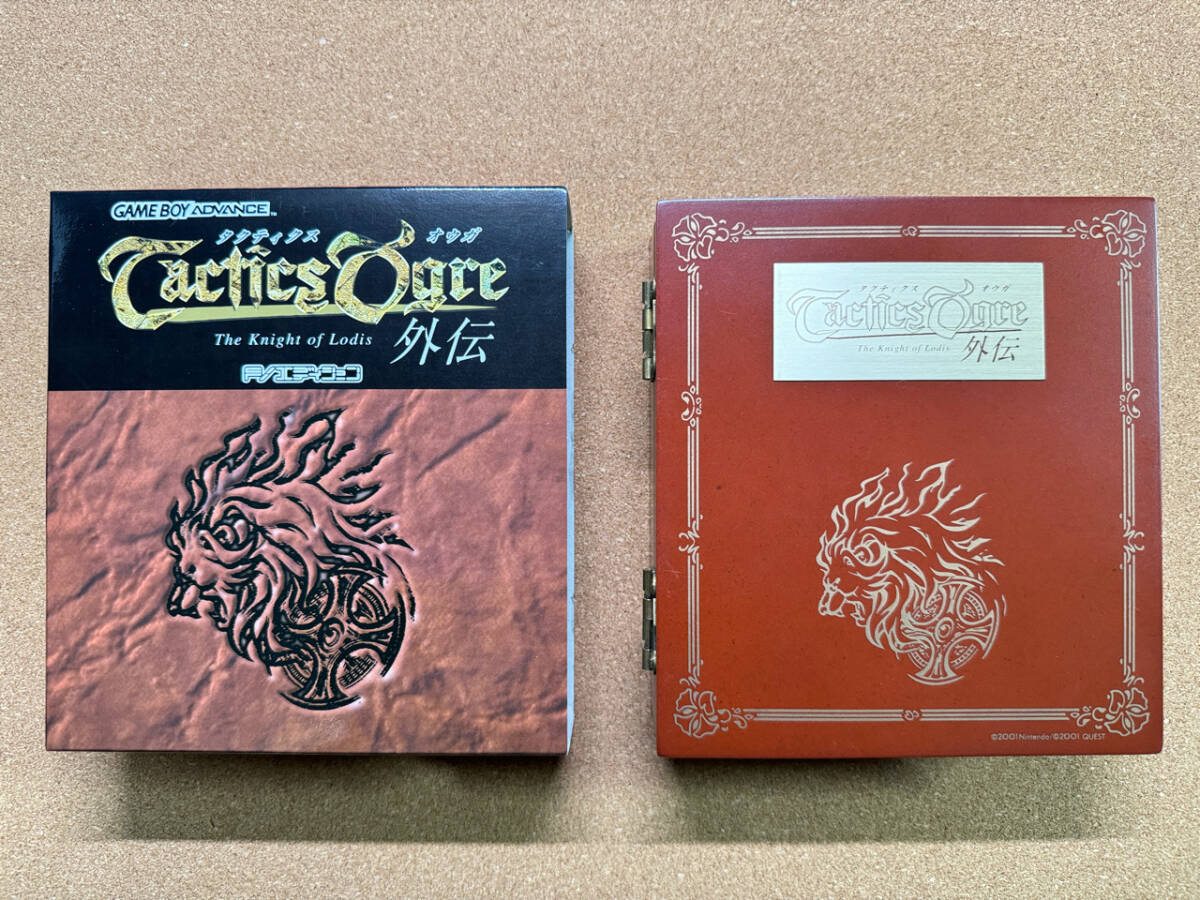 GAME BOY ADVANCE™
タクティクス オウガ
Tactics Ogre
The Knight of Lodis 外伝
タクティクス オウガ
Tactics Ogre
The Knight of Lodis 外伝
©2001 Nintendo/©2001 QUEST